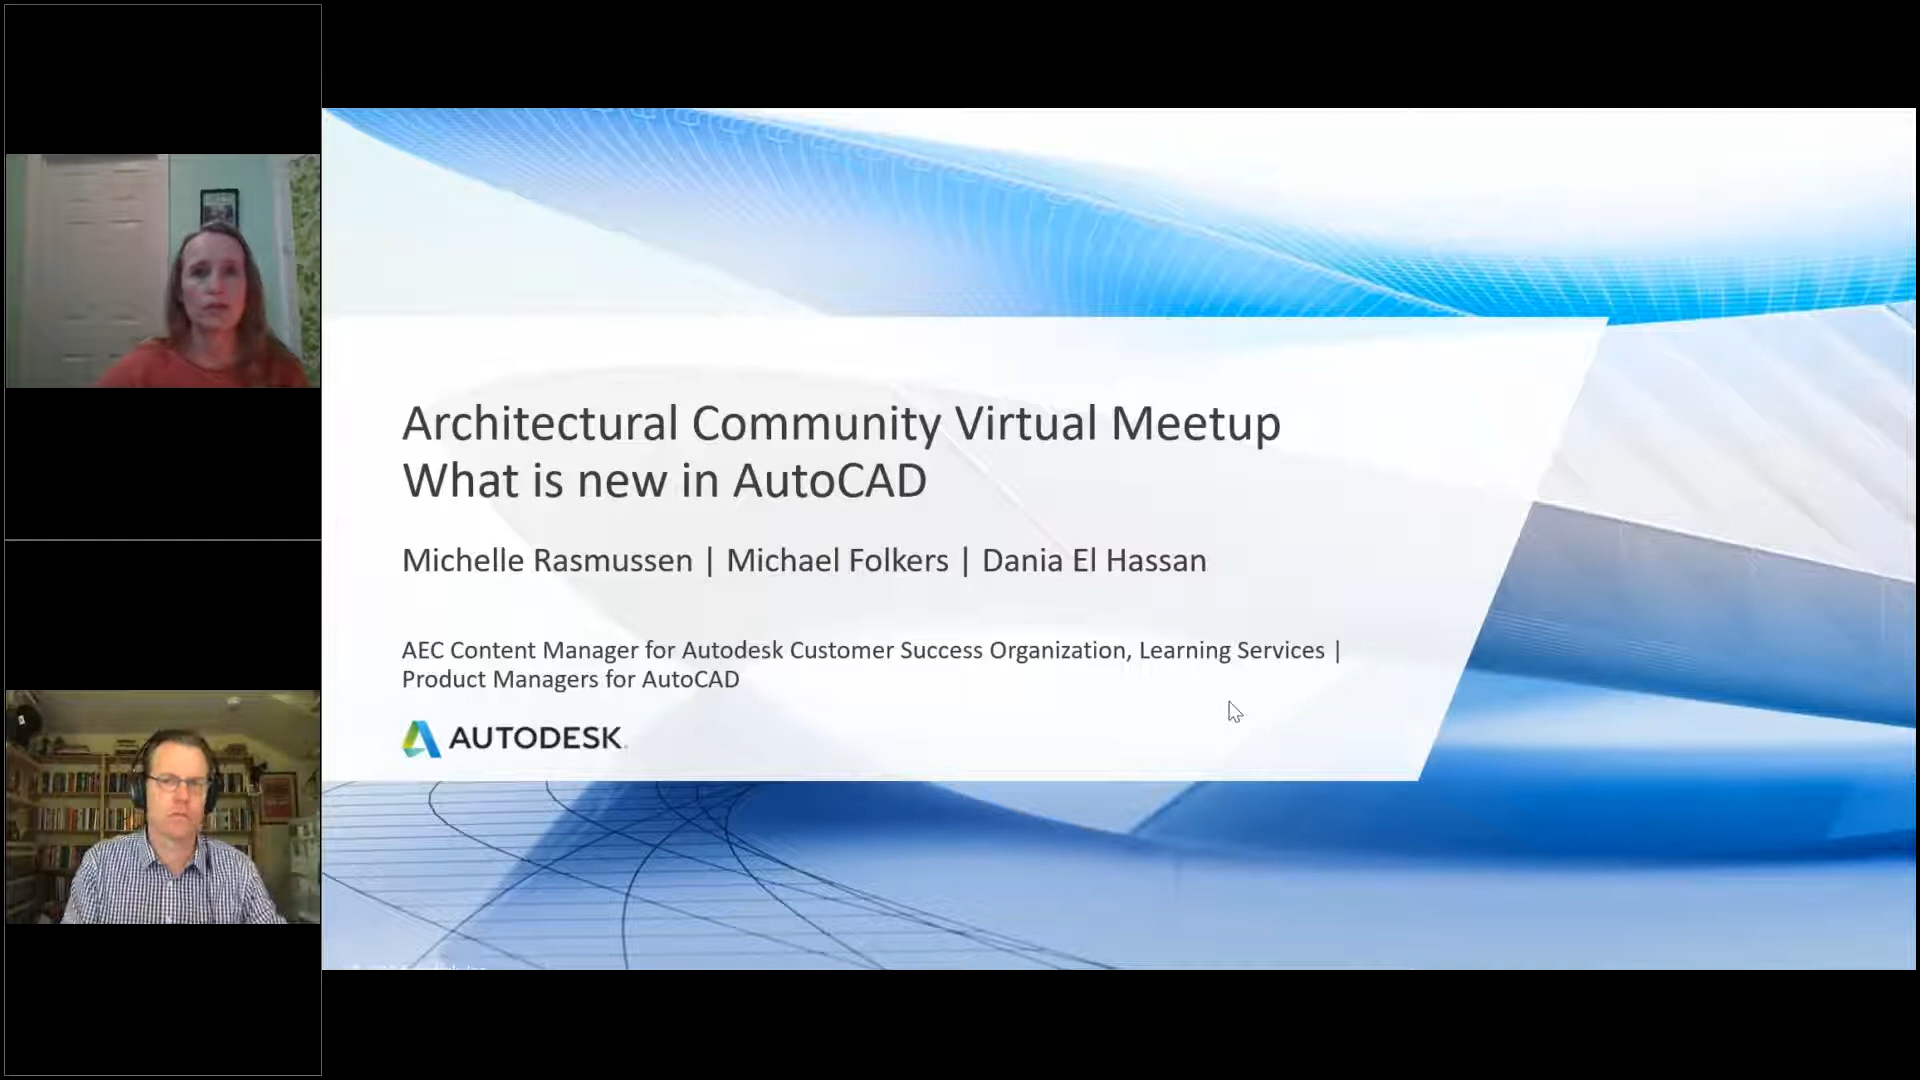 Architectural Community Virtual Meetup
What is new in AutoCAD
Michelle Rasmussen | Michael Folkers | Dania El Hassan
AEC Content Manager for Autodesk Customer Success Organization, Learning Services |
Product Managers for AutoCAD
AUTODESK